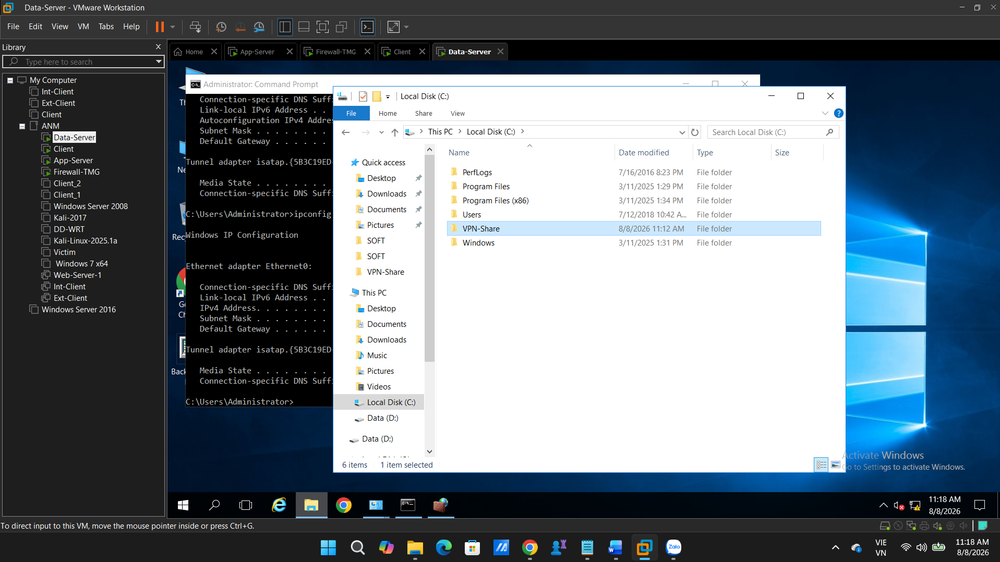 Data-Server - VMware Workstation
File Edit View VM Tabs Help
Library
Type here to search
My Computer
Int-Client
Ext-Client
Client
ANM
Data-Server
Client
App-Server
Firewall-TMG
Client_2
Client_1
Windows Server 2008
Kali-2017
DD-WRT
Kali-Linux-2025.1a
Victim
Windows 7 x64
Web-Server-1
Int-Client
Ext-Client
Windows Server 2016
Home App-Server Firewall-TMG Client Data-Server
Administrator: Command Prompt
Connection-specific DNS Suff
Link-local IPv6 Address . .
Autoconfiguration IPv4 Addre
Subnet Mask . . . . . . . .
Default Gateway . . . . . .
Tunnel adapter isatap.{5B3C19ED
Media State . . . . . . . .
Connection-specific DNS Suff
C:\Users\Administrator>ipconfig
Windows IP Configuration
Ethernet adapter Ethernet0:
Connection-specific DNS Suff
Link-local IPv6 Address . .
IPv4 Address. . . . . . . .
Subnet Mask . . . . . . . .
Default Gateway . . . . . .
Tunnel adapter isatap.{5B3C19ED
Media State . . . . . . . .
Connection-specific DNS Suff
C:\Users\Administrator>
Local Disk (C:)
File Home Share View
This PC Local Disk (C:)
Search Local Disk (C:)
Quick access
Desktop
Downloads
Documents
Pictures
SOFT
SOFT
VPN-Share
This PC
Desktop
Documents
Downloads
Music
Pictures
Videos
Local Disk (C:)
Data (D:)
Data (D:)
Name Date modified Type Size
PerfLogs 7/16/2016 8:23 PM File folder
Program Files 3/11/2025 1:29 PM File folder
Program Files (x86) 3/11/2025 1:34 PM File folder
Users 7/12/2018 10:42 A... File folder
VPN-Share 8/8/2026 11:12 AM File folder
Windows 3/11/2025 1:31 PM File folder
6 items 1 item selected
Activate Windows
Go to Settings to activate Windows.
11:18 AM
8/8/2026
To direct input to this VM, move the mouse pointer inside or press Ctrl+G.
Zalo
VIE
VN
11:18 AM
8/8/2026